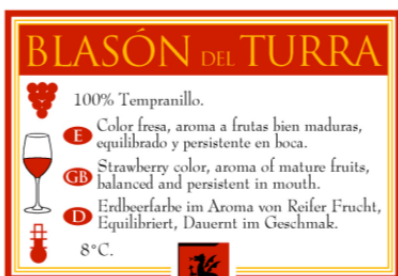 BLASÓN DEL TURRA
100% Tempranillo.
E Color fresa, aroma a frutas bien maduras,
equilibrado y persistente en boca.
GB Strawberry color, aroma of mature fruits,
balanced and persistent in mouth.
D Erdbeerfarbe im Aroma von Reifer Frucht,
Equilibriert, Dauernt im Geschmak.
8°C.